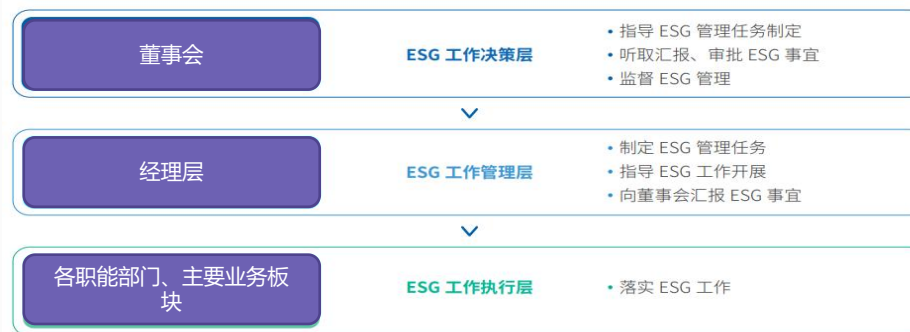 董事会
ESG 工作决策层
• 指导 ESG 管理任务制定
• 听取汇报、审批 ESG 事宜
• 监督 ESG 管理
经理层
ESG 工作管理层
• 制定 ESG 管理任务
• 指导 ESG 工作开展
• 向董事会汇报 ESG 事宜
各职能部门、主要业务板
块
ESG 工作执行层
• 落实 ESG 工作